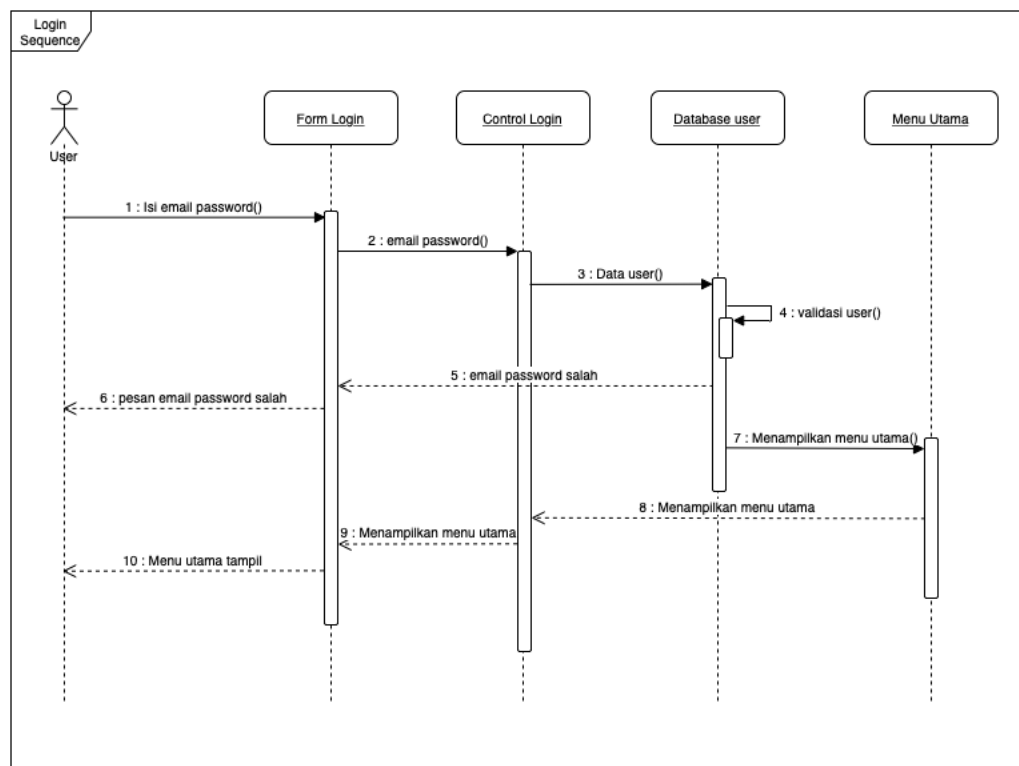 Login
Sequence
User
Form Login
Control Login
Database user
Menu Utama
1 : Isi email password()
2 : email password()
3 : Data user()
4 : validasi user()
5 : email password salah
6 : pesan email password salah
7 : Menampilkan menu utama()
8 : Menampilkan menu utama
9 : Menampilkan menu utama
10 : Menu utama tampil